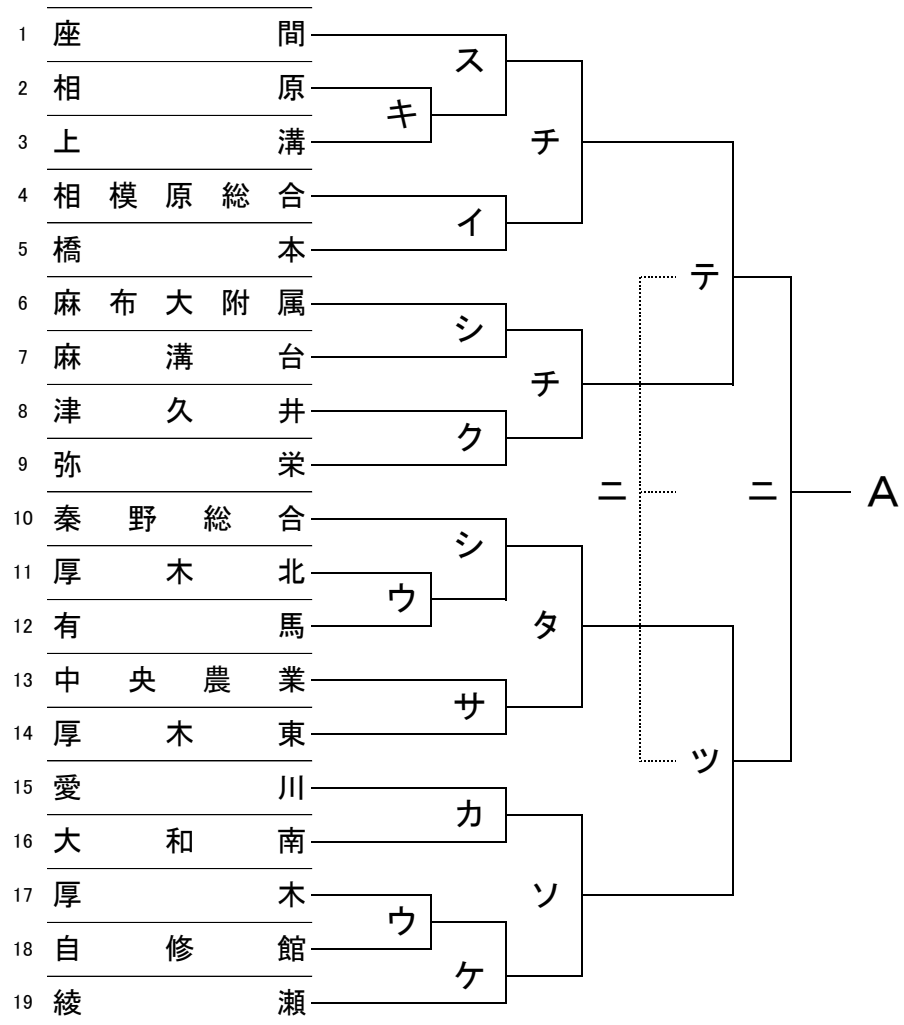 1 座間
2 相原
3 上溝
4 相模原総合
5 橋本
6 麻布大附属
7 麻溝台
8 津久井
9 弥栄
10 秦野総合
11 厚木北
12 有馬
13 中央農業
14 厚木東
15 愛川
16 大和南
17 厚木
18 自修館
19 綾瀬
ス
キ
チ
イ
テ
シ
チ
ク
ニ
ニ
A
シ
ウ
タ
サ
ツ
カ
ソ
ウ
ケ